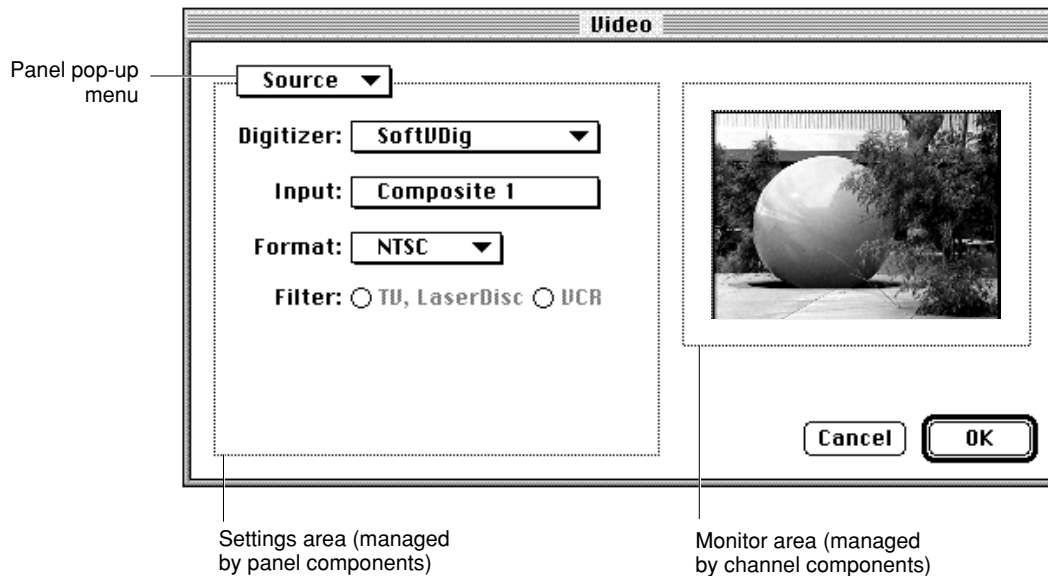 Video
Panel pop-up
menu
Source
Digitizer: SoftVDig
Input: Composite 1
Format: NTSC
Filter: TV, LaserDisc VCR
Cancel OK
Settings area (managed
by panel components)
Monitor area (managed
by channel components)